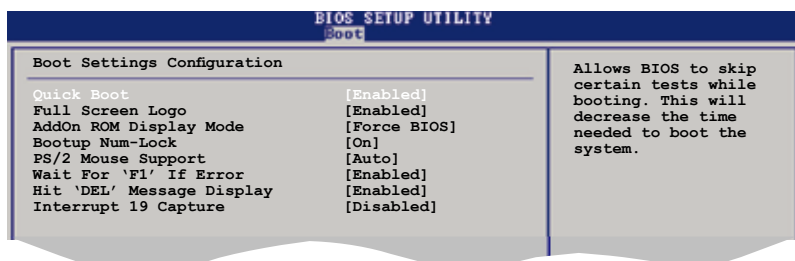 BIOS SETUP UTILITY
Boot
Boot Settings Configuration
Quick Boot [Enabled]
Full Screen Logo [Enabled]
AddOn ROM Display Mode [Force BIOS]
Bootup Num-Lock [On]
PS/2 Mouse Support [Auto]
Wait For ‘F1’ If Error [Enabled]
Hit ‘DEL’ Message Display [Enabled]
Interrupt 19 Capture [Disabled]
Allows BIOS to skip
certain tests while
booting. This will
decrease the time
needed to boot the
system.